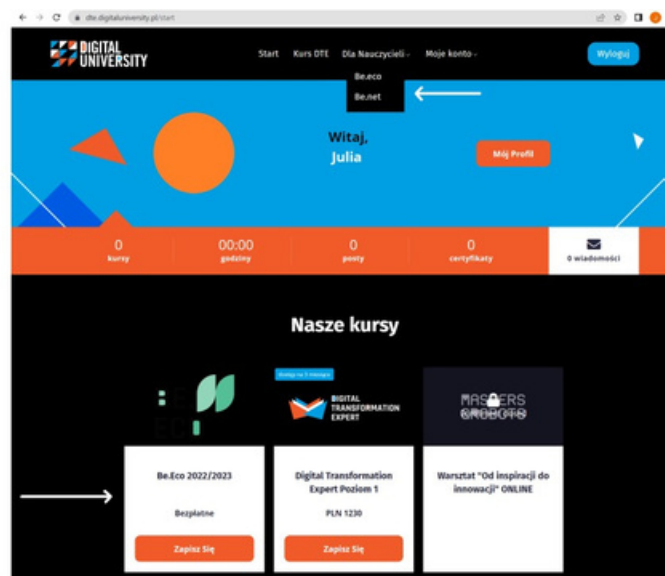 dte.digitaluniversity.pl/start
DIGITAL
UNIVERSITY
Start Kurs DTE Dla Nauczycieli Moje konto
Wyloguj
Be.eco
Be.net
Witaj,
Julia
Mój Profil
0
kursy
00:00
godziny
0
posty
0
certyfikaty
0 wiadomości
Nasze kursy
DIGITAL
TRANSFORMATION
EXPERT
Be.Eco 2022/2023
Bezpłatne
Zapisz Się
Digital Transformation
Expert Poziom 1
PLN 1230
Zapisz Się
Warsztat "Od inspiracji do
innowacji" ONLINE